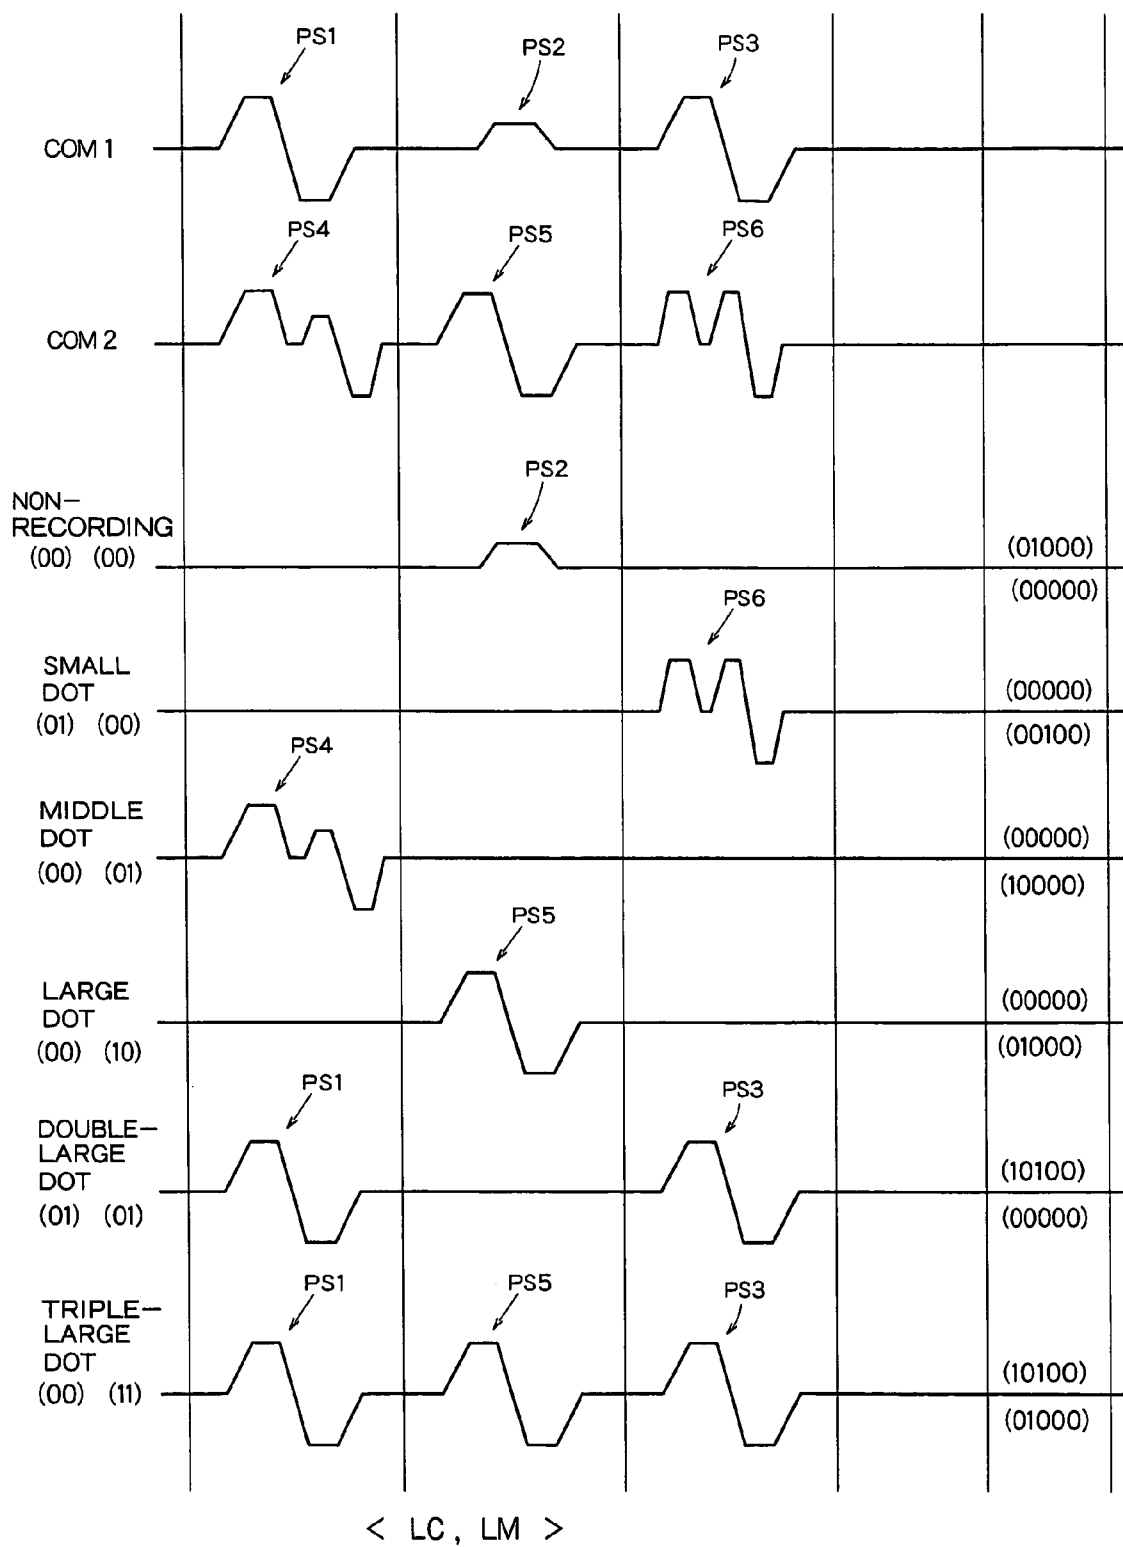 PS1
PS2
PS3
COM 1
PS4
PS5
PS6
COM 2
PS2
NON-
RECORDING
(00) (00)
(01000)
(00000)
PS6
SMALL
DOT
(01) (00)
(00000)
(00100)
PS4
MIDDLE
DOT
(00) (01)
(00000)
(10000)
PS5
LARGE
DOT
(00) (10)
(00000)
(01000)
PS1
PS3
DOUBLE-
LARGE
DOT
(01) (01)
(10100)
(00000)
PS1
PS5
PS3
TRIPLE-
LARGE
DOT
(00) (11)
(10100)
(01000)
< LC , LM >